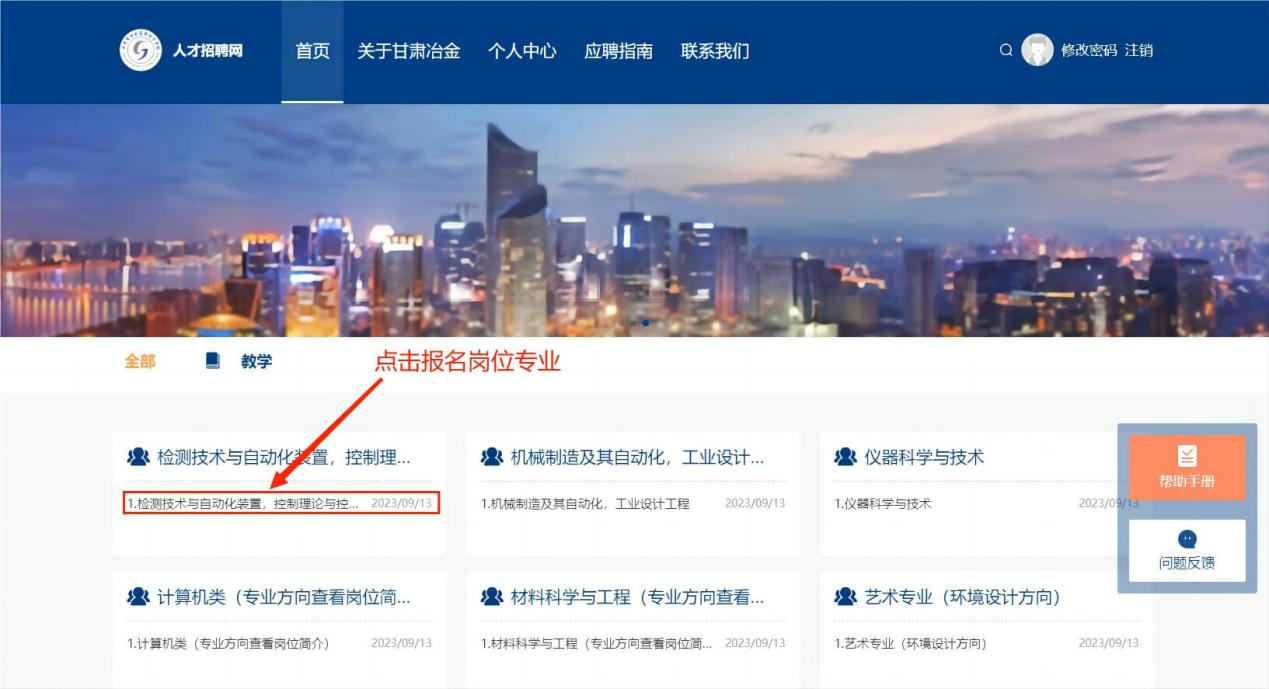 人才招聘网 首页 关于甘肃冶金 个人中心 应聘指南 联系我们 修改密码 注销
全部 教学 点击报名岗位专业
检测技术与自动化装置，控制理...
1.检测技术与自动化装置，控制理论与控... 2023/09/13
机械制造及其自动化，工业设计...
1.机械制造及其自动化，工业设计工程 2023/09/13
仪器科学与技术
1.仪器科学与技术 2023/09/13
帮助手册
问题反馈
计算机类（专业方向查看岗位简...
1.计算机类（专业方向查看岗位简介） 2023/09/13
材料科学与工程（专业方向查看...
1.材料科学与工程（专业方向查看岗位简... 2023/09/13
艺术专业（环境设计方向）
1.艺术专业（环境设计方向） 2023/09/13